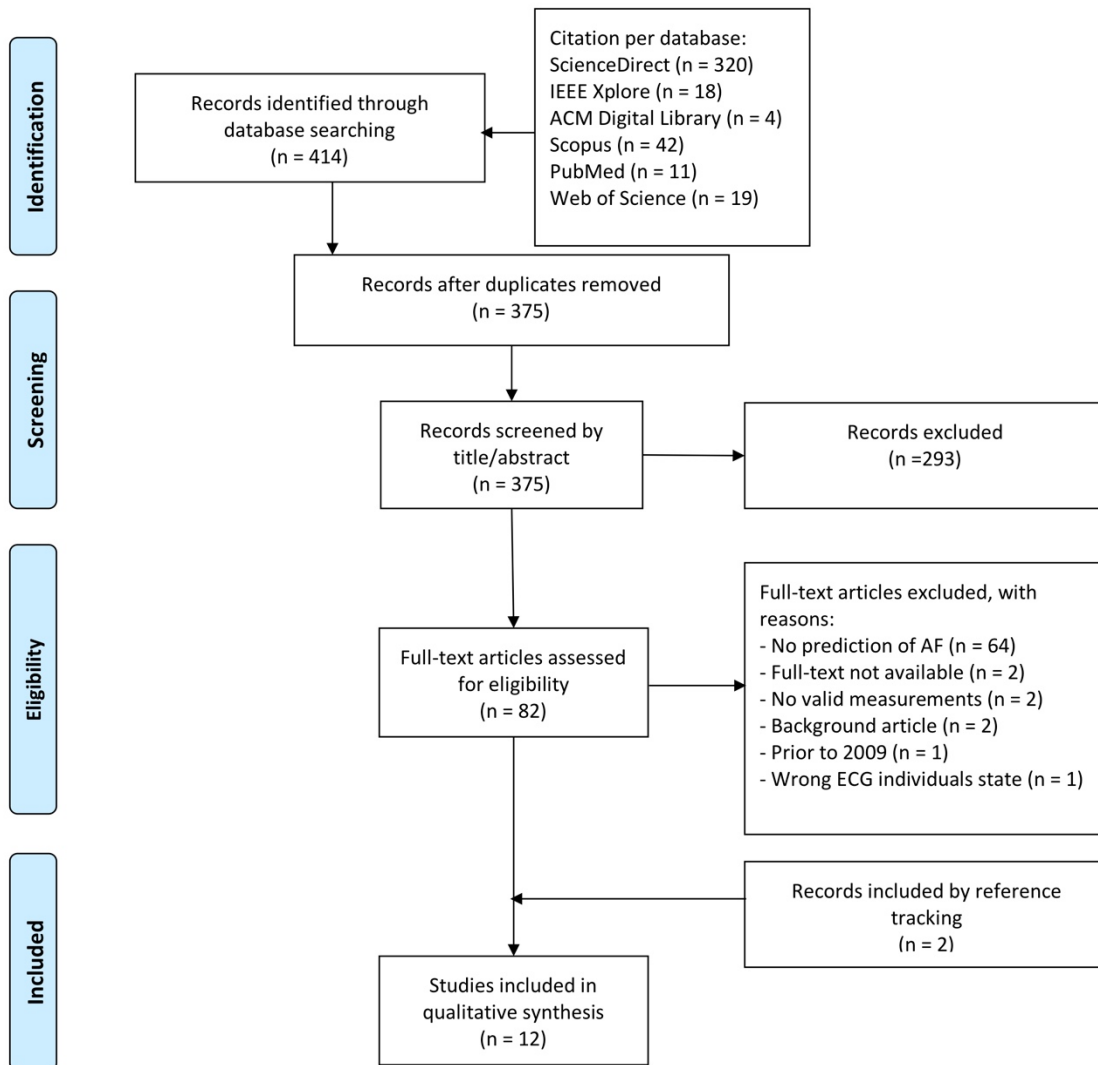 Identification
Records identified through
database searching
(n = 414)
Citation per database:
ScienceDirect (n = 320)
IEEE Xplore (n = 18)
ACM Digital Library (n = 4)
Scopus (n = 42)
PubMed (n = 11)
Web of Science (n = 19)
Records after duplicates removed
(n = 375)
Screening
Records screened by
title/abstract
(n = 375)
Records excluded
(n =293)
Eligibility
Full-text articles assessed
for eligibility
(n = 82)
Full-text articles excluded, with
reasons:
- No prediction of AF (n = 64)
- Full-text not available (n = 2)
- No valid measurements (n = 2)
- Background article (n = 2)
- Prior to 2009 (n = 1)
- Wrong ECG individuals state (n = 1)
Included
Records included by reference
tracking
(n = 2)
Studies included in
qualitative synthesis
(n = 12)